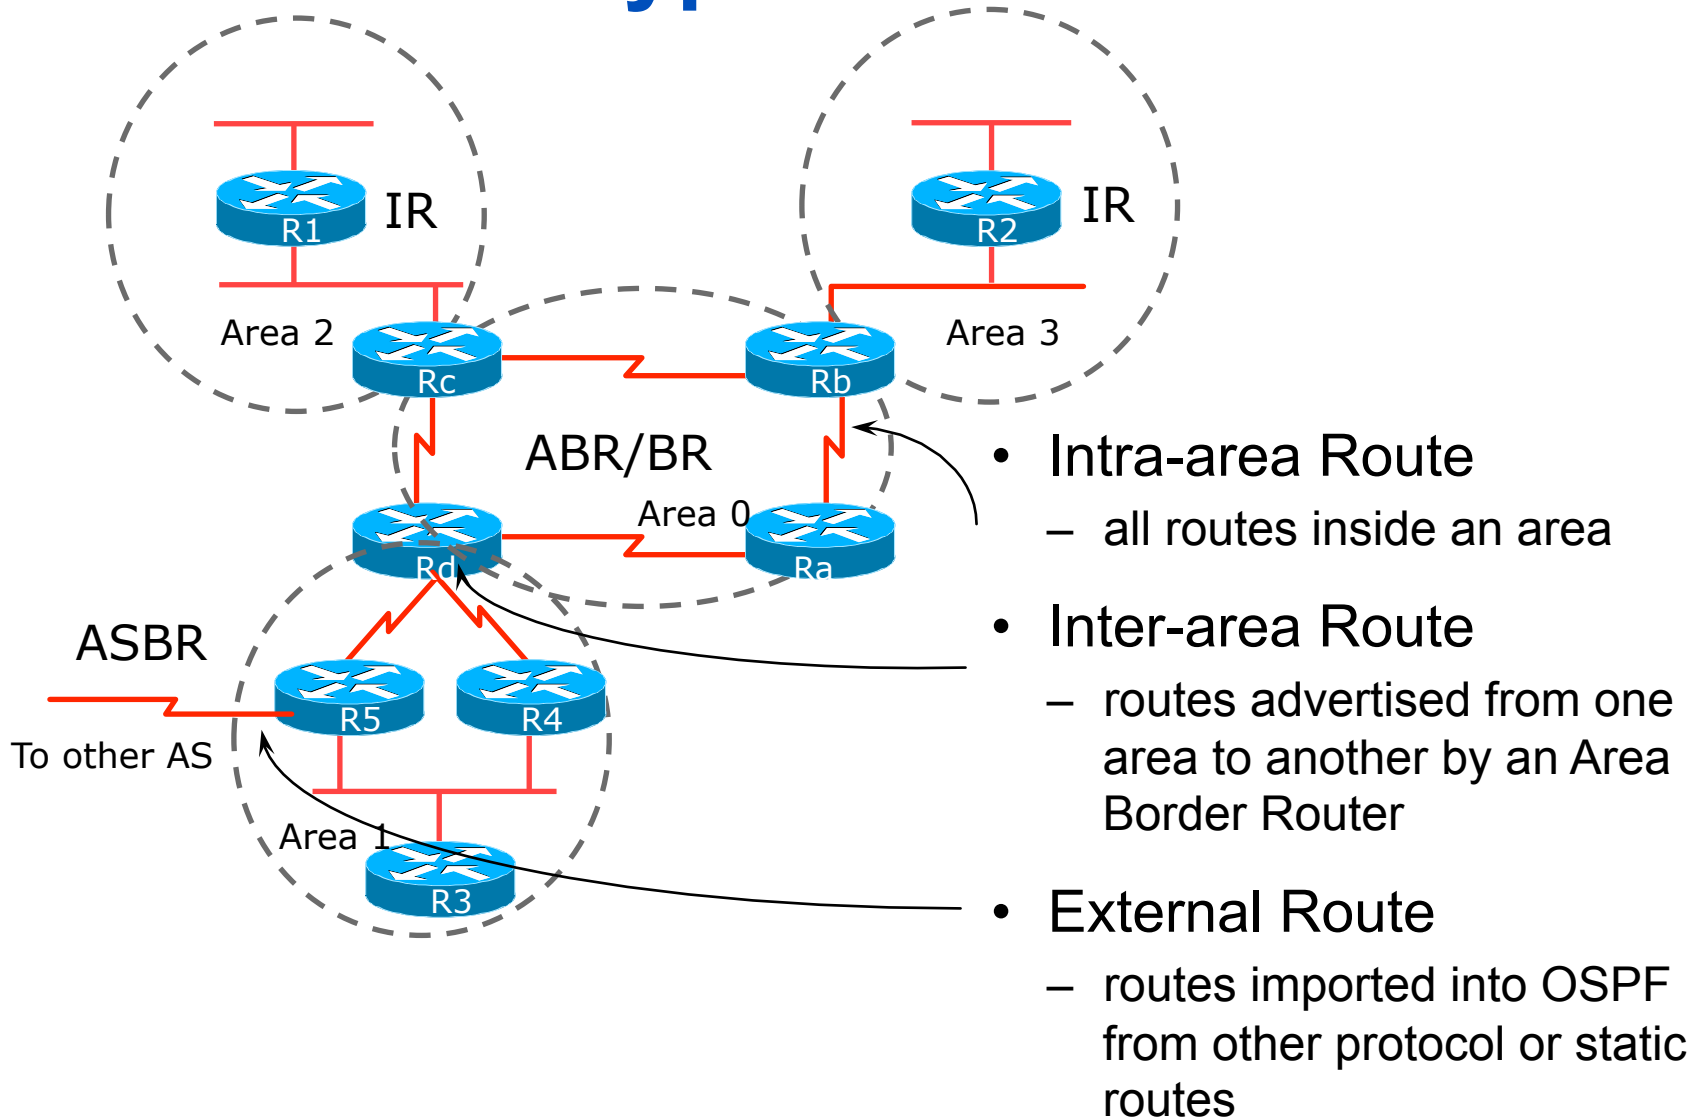 IR
R1
IR
R2
Area 2
Area 3
Rc
Rb
ABR/BR
Area 0
Rd
Ra
ASBR
R5
R4
To other AS
Area 1
R3
• Intra-area Route
– all routes inside an area
• Inter-area Route
– routes advertised from one
area to another by an Area
Border Router
• External Route
– routes imported into OSPF
from other protocol or static
routes